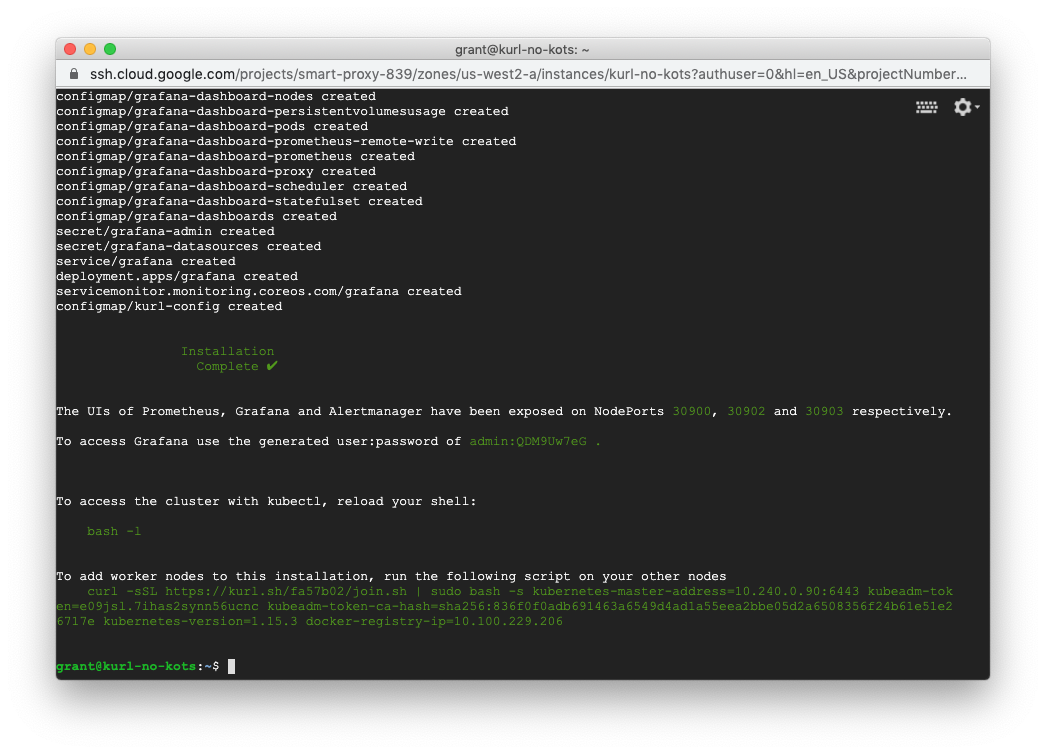 grant@kurl-no-kots: ~
ssh.cloud.google.com/projects/smart-proxy-839/zones/us-west2-a/instances/kurl-no-kots?authuser=0&hl=en_US&projectNumber...
configmap/grafana-dashboard-nodes created
configmap/grafana-dashboard-persistentvolumesusage created
configmap/grafana-dashboard-pods created
configmap/grafana-dashboard-prometheus-remote-write created
configmap/grafana-dashboard-prometheus created
configmap/grafana-dashboard-proxy created
configmap/grafana-dashboard-scheduler created
configmap/grafana-dashboard-statefulset created
configmap/grafana-dashboards created
secret/grafana-admin created
secret/grafana-datasources created
service/grafana created
deployment.apps/grafana created
servicemonitor.monitoring.coreos.com/grafana created
configmap/kurl-config created
Installation
Complete ✔
The UIs of Prometheus, Grafana and Alertmanager have been exposed on NodePorts 30900, 30902 and 30903 respectively.
To access Grafana use the generated user:password of admin:QDM9Uw7eG .
To access the cluster with kubectl, reload your shell:
bash -l
To add worker nodes to this installation, run the following script on your other nodes
curl -sSL https://kurl.sh/fa57b02/join.sh | sudo bash -s kubernetes-master-address=10.240.0.90:6443 kubeadm-tok
en=e09jsl.7ihas2synn56ucnc kubeadm-token-ca-hash=sha256:836f0f0adb691463a6549d4ad1a55eea2bbe05d2a6508356f24b61e51e2
6717e kubernetes-version=1.15.3 docker-registry-ip=10.100.229.206
grant@kurl-no-kots:~$